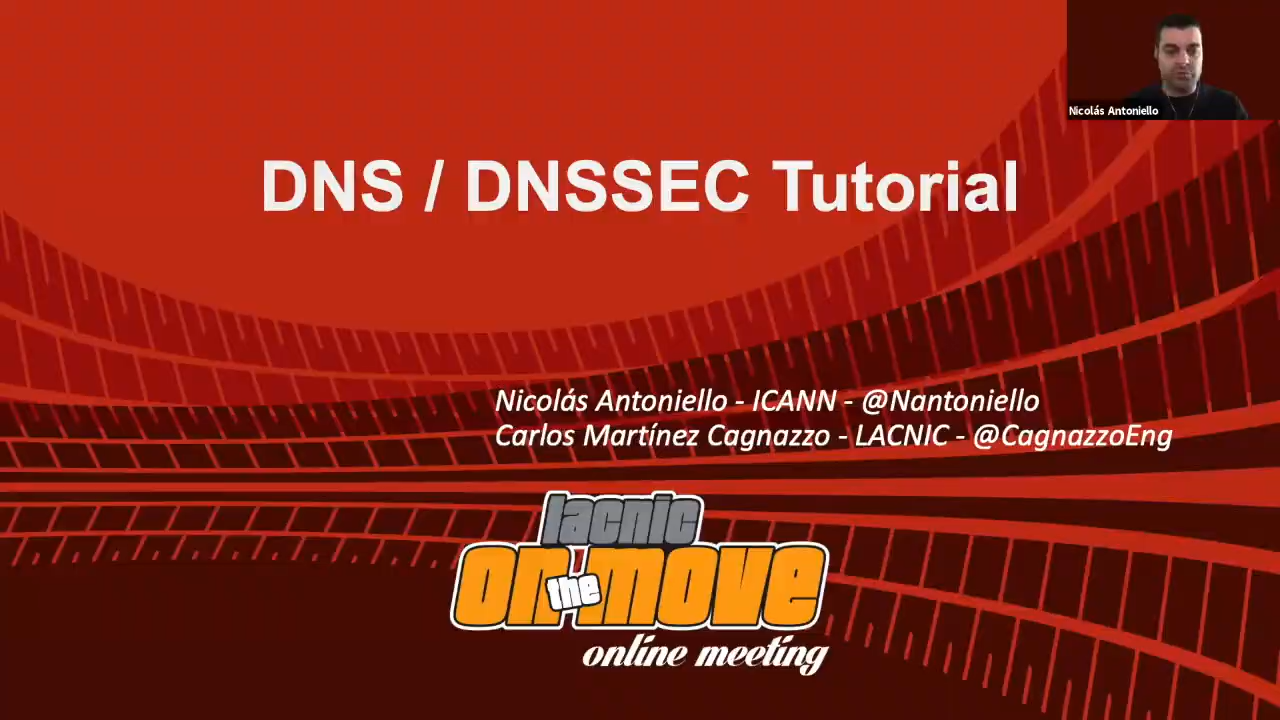 Nicolás Antoniello
DNS / DNSSEC Tutorial
Nicolás Antoniello - ICANN - @Nantoniello
Carlos Martínez Cagnazzo - LACNIC - @CagnazzoEng
lacnic
on the move
online meeting